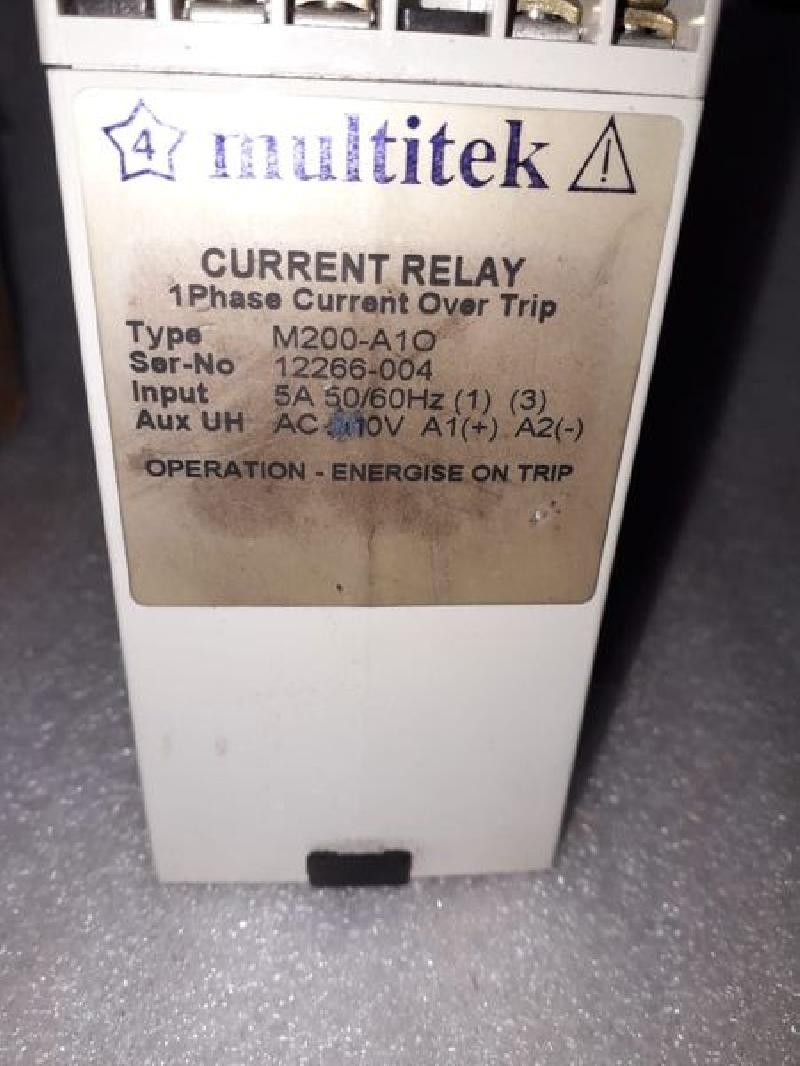 4 multitek
CURRENT RELAY
1Phase Current Over Trip
Type M200-A1O
Ser-No 12266-004
Input 5A 50/60Hz (1) (3)
Aux UH AC A1(+) A2(-)
OPERATION - ENERGISE ON TRIP